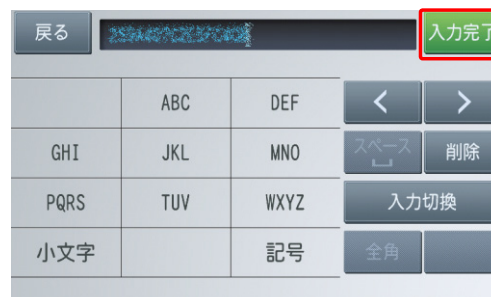 戻る 入力完了
ABC DEF < >
GHI JKL MNO スペース 削除
PQRS TUV WXYZ 入力切換
小文字 記号 全角